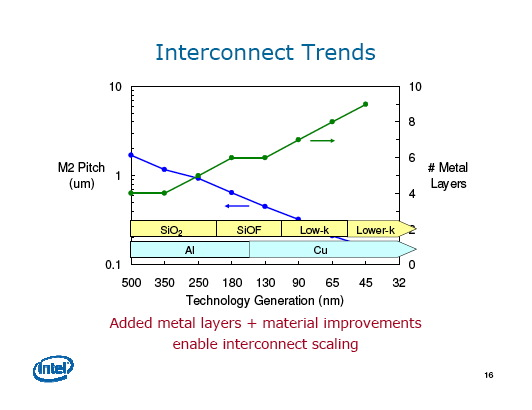 Interconnect Trends
10
10
8
M2 Pitch
(um)
1
6
# Metal
Layers
4
SiO2
SiOF
Low-k
Lower-k
2
Al
Cu
0.1
0
500 350 250 180 130 90 65 45 32
Technology Generation (nm)
Added metal layers + material improvements
enable interconnect scaling
intel
16